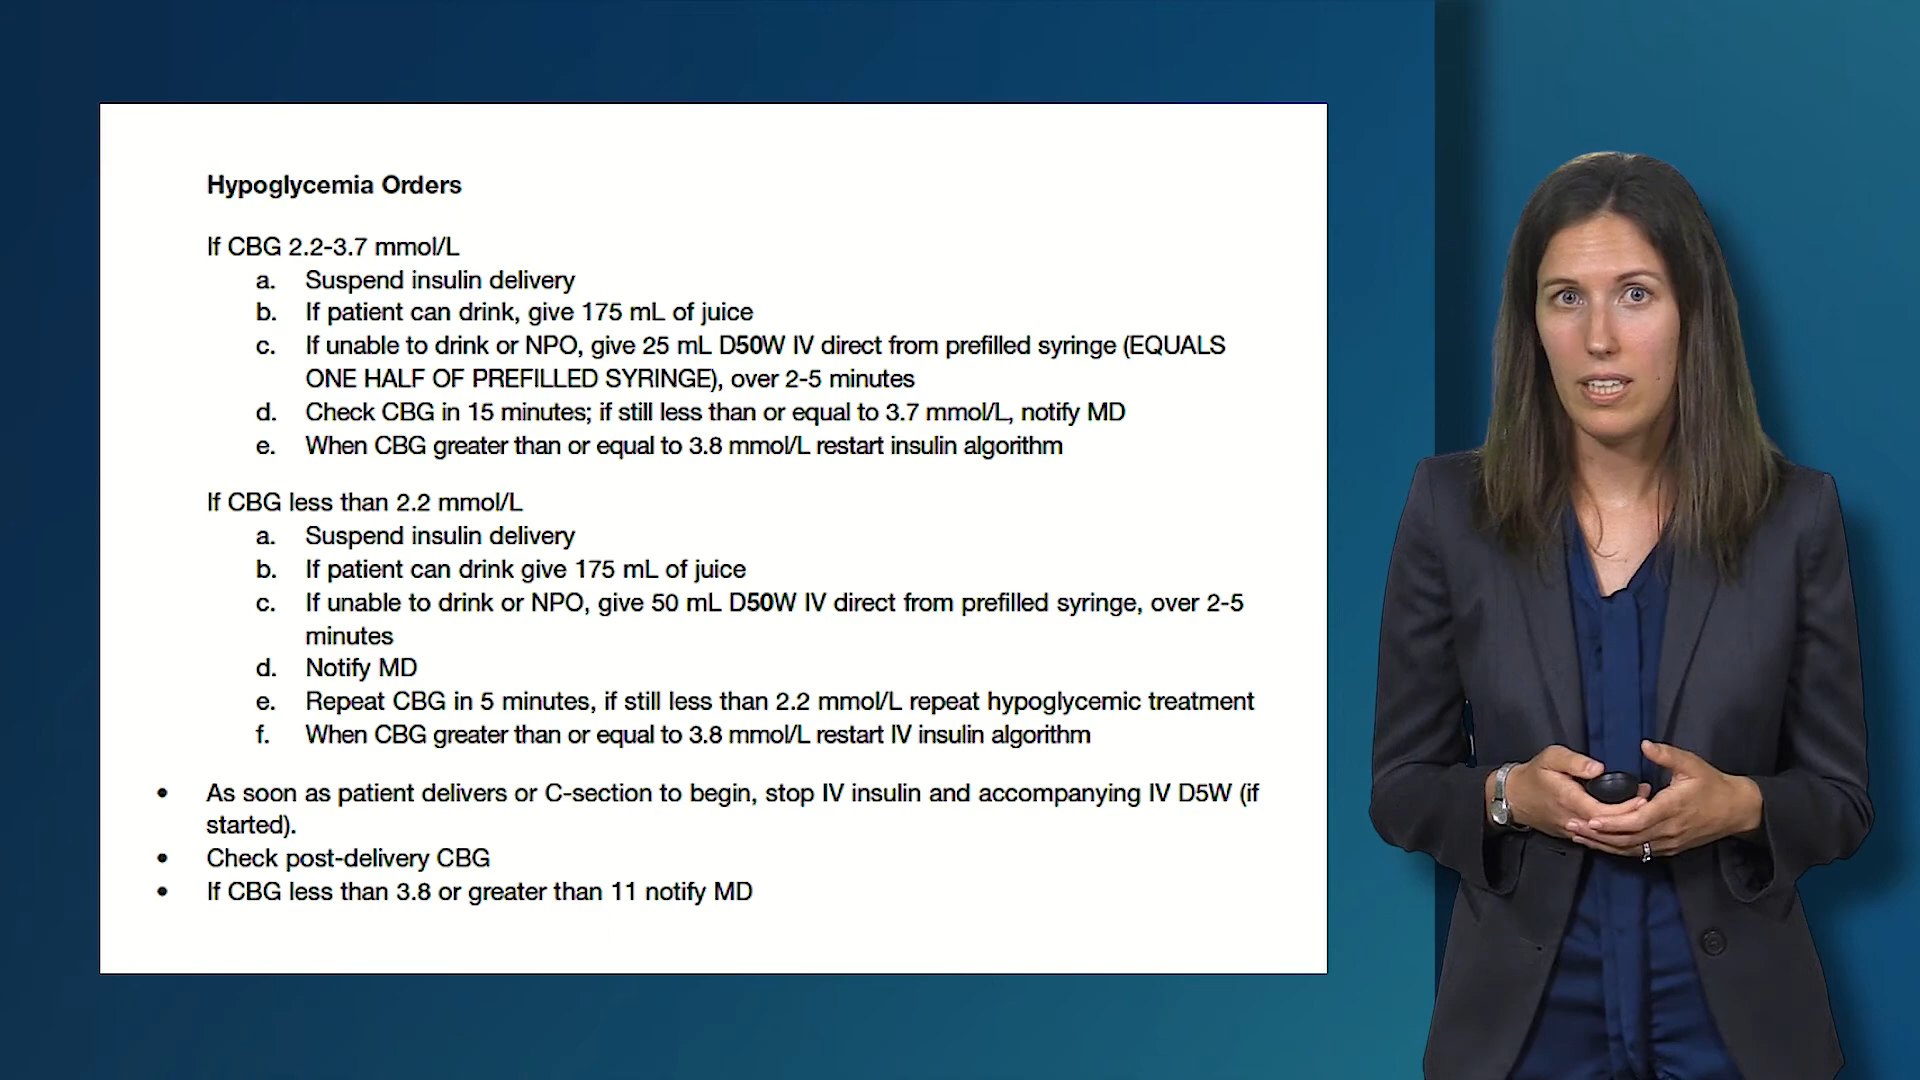 Hypoglycemia Orders
If CBG 2.2-3.7 mmol/L
a. Suspend insulin delivery
b. If patient can drink, give 175 mL of juice
c. If unable to drink or NPO, give 25 mL D50W IV direct from prefilled syringe (EQUALS
ONE HALF OF PREFILLED SYRINGE), over 2-5 minutes
d. Check CBG in 15 minutes; if still less than or equal to 3.7 mmol/L, notify MD
e. When CBG greater than or equal to 3.8 mmol/L restart insulin algorithm
If CBG less than 2.2 mmol/L
a. Suspend insulin delivery
b. If patient can drink give 175 mL of juice
c. If unable to drink or NPO, give 50 mL D50W IV direct from prefilled syringe, over 2-5
minutes
d. Notify MD
e. Repeat CBG in 5 minutes, if still less than 2.2 mmol/L repeat hypoglycemic treatment
f. When CBG greater than or equal to 3.8 mmol/L restart IV insulin algorithm
• As soon as patient delivers or C-section to begin, stop IV insulin and accompanying IV D5W (if
started).
• Check post-delivery CBG
• If CBG less than 3.8 or greater than 11 notify MD